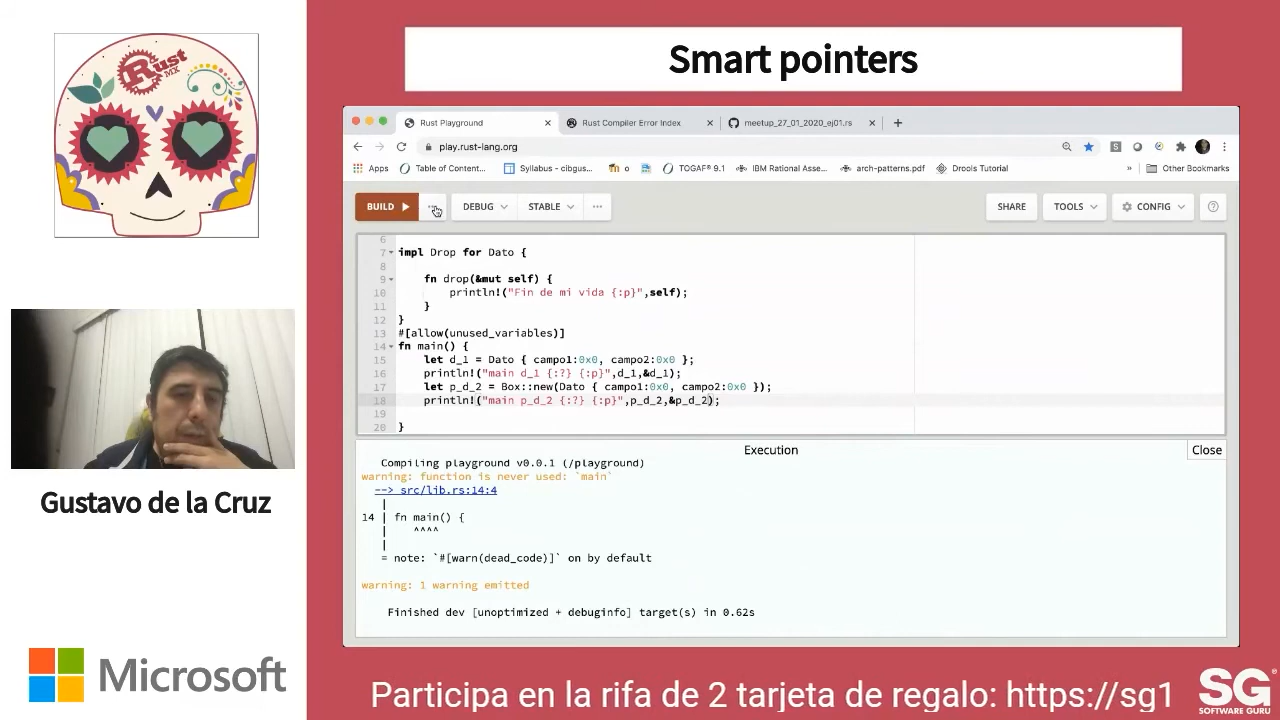 Rust
MX
Smart pointers
Rust Playground
Rust Compiler Error Index
meetup_27_01_2020_ej01.rs
play.rust-lang.org
Apps
Table of Content...
Syllabus - cibgus...
TOGAF® 9.1
IBM Rational Asse...
arch-patterns.pdf
Drools Tutorial
»
Other Bookmarks
BUILD
DEBUG
STABLE
...
SHARE
TOOLS
CONFIG
6
7 impl Drop for Dato {
8
9 fn drop(&mut self) {
10 println!("Fin de mi vida {:p}",self);
11 }
12 }
13 #[allow(unused_variables)]
14 fn main() {
15 let d_1 = Dato { campo1:0x0, campo2:0x0 };
16 println!("main d_1 {:?} {:p}",d_1,&d_1);
17 let p_d_2 = Box::new(Dato { campo1:0x0, campo2:0x0 });
18 println!("main p_d_2 {:?} {:p}",p_d_2,&p_d_2);
19
20 }
Execution
Close
Compiling playground v0.0.1 (/playground)
warning: function is never used: `main`
--> src/lib.rs:14:4
|
14 | fn main() {
| ^^^^
|
= note: `#[warn(dead_code)]` on by default
warning: 1 warning emitted
Finished dev [unoptimized + debuginfo] target(s) in 0.62s
Gustavo de la Cruz
Microsoft
Participa en la rifa de 2 tarjeta de regalo: https://sg1
SG
SOFTWARE GURU